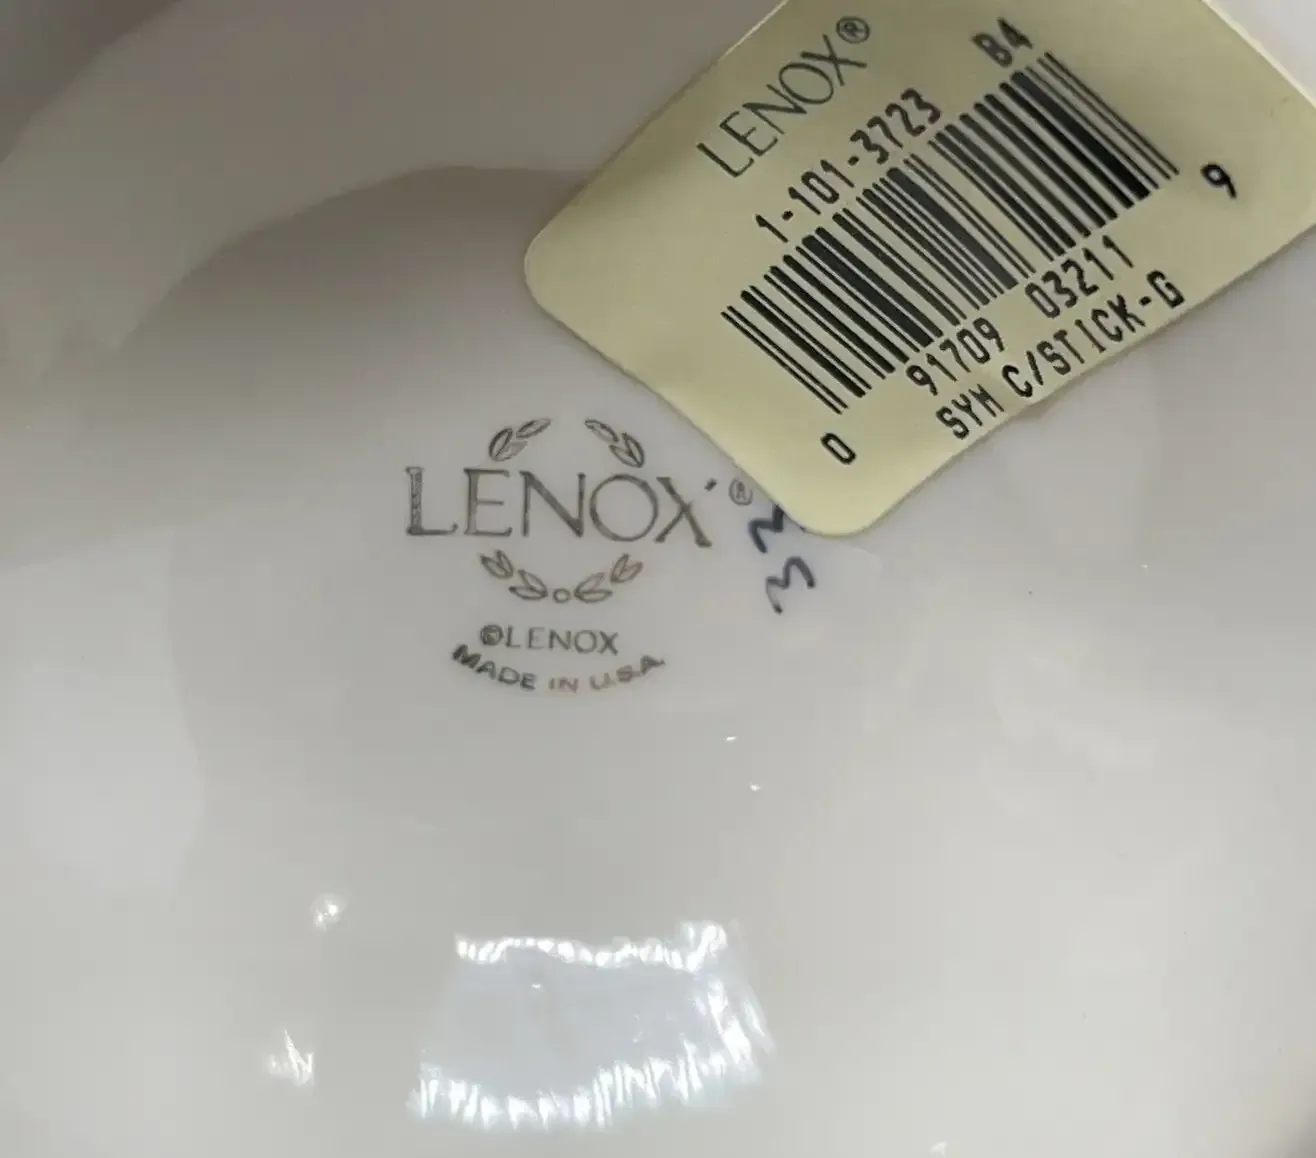 LENOX®
B4
1-101-3723
0 91709 03211 9
SYM C/STICK-G
LENOX®
©LENOX
MADE IN U.S.A.